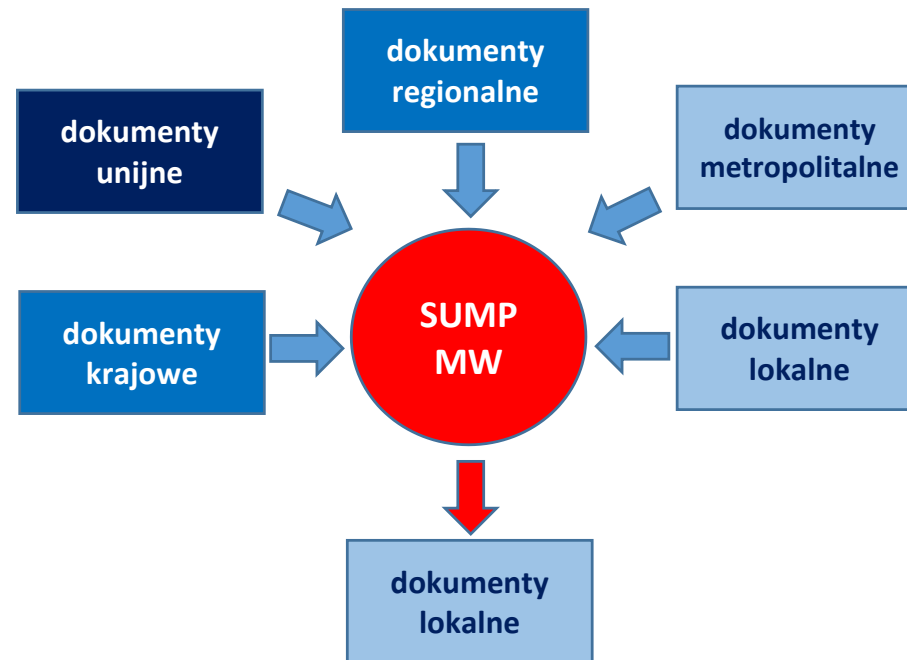 dokumenty
regionalne
dokumenty
unijne
dokumenty
metropolitalne
dokumenty
krajowe
SUMP
MW
dokumenty
lokalne
dokumenty
lokalne